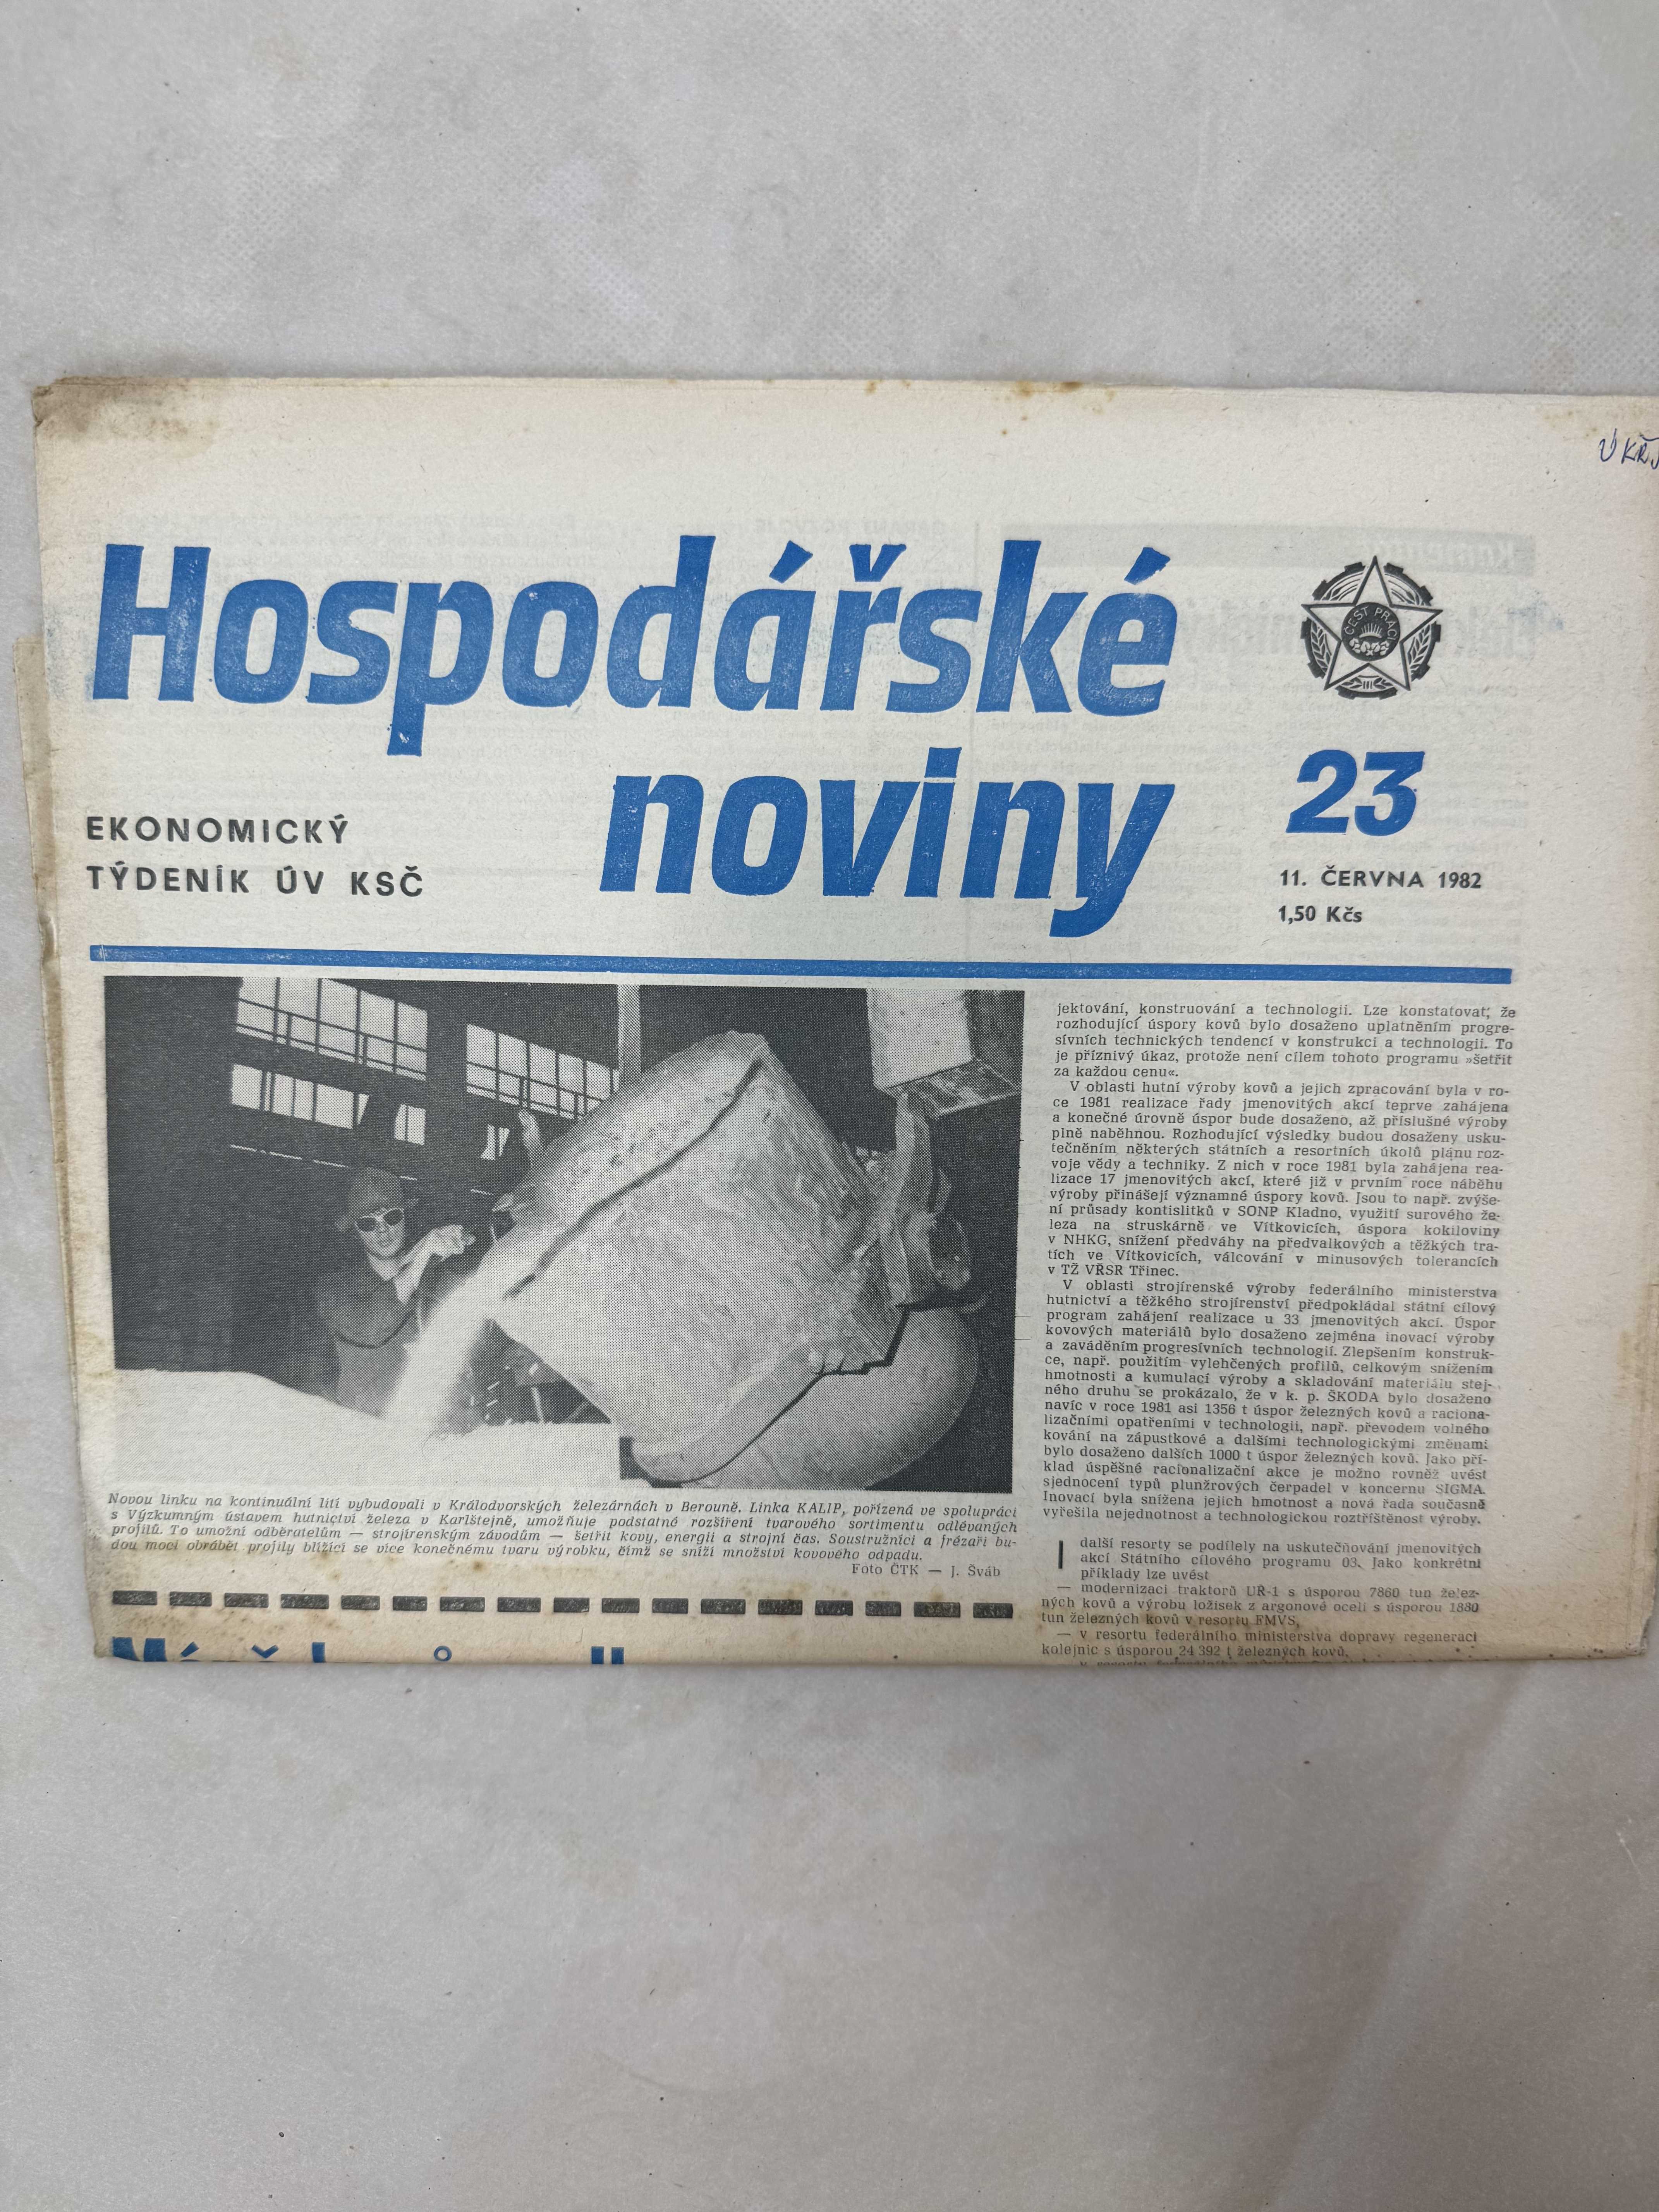 Hospodářské
noviny
EKONOMICKÝ
TÝDENÍK ÚV KSČ
ČEST PRÁCI
23
11. ČERVNA 1982
1,50 Kčs
Novou linku na kontinuální lití vybudovali v Královorských železárnách v Berouně. Linka KALIP, pořízená ve spolupráci
s Výzkumným ústavem hutnictví železa v Karlštejně, umožňuje podstatné rozšíření tvarového sortimentu odlévaných
profilů. To umožní odběratelům — strojírenským závodům — šetřit kovy, energii a strojní čas. Soustružníci a frézaři bu-
dou moci obrábět profily blížící se více konečnému tvaru výrobku, čímž se sníží množství kovového odpadu.
Foto ČTK — J. Šváb
jektování, konstruování a technologii. Lze konstatovat, že
rozhodující úspory kovů bylo dosaženo uplatněním progre-
sívních technických tendencí v konstrukci a technologii. To
je příznivý úkaz, protože není cílem tohoto programu »šetřit
za každou cenu«.
V oblasti hutní výroby kovů a jejich zpracování byla v ro-
ce 1981 realizace řady jmenovitých akcí teprve zahájena
a konečné úrovně úspor bude dosaženo, až příslušné výroby
plně naběhnou. Rozhodující výsledky budou dosaženy usku-
tečněním některých státních a resortních úkolů plánu roz-
voje vědy a techniky. Z nich v roce 1981 byla zahájena rea-
lizace 17 jmenovitých akcí, které již v prvním roce náběhu
výroby přinášejí významné úspory kovů. Jsou to např. zvýše-
ní průsady kontislitků v SONP Kladno, využití surového že-
leza na struskárně ve Vítkovicích, úspora kokiloviny
v NHKG, snížení předváhy na předvalkových a těžkých tra-
tích ve Vítkovicích, válcování v minusových tolerancích
v TŽ VŘSR Třinec.
V oblasti strojírenské výroby federálního ministerstva
hutnictví a těžkého strojírenství předpokládal státní cílový
program zahájení realizace u 33 jmenovitých akcí. Úspor
kovových materiálů bylo dosaženo zejména inovací výroby
a zaváděním progresívních technologií. Zlepšením konstruk-
ce, např. použitím vylehčených profilů, celkovým snížením
hmotnosti a kumulací výroby a skladování materiálu stej-
ného druhu se prokázalo, že v k. p. ŠKODA bylo dosaženo
navíc v roce 1981 asi 1356 t úspor železných kovů a raciona-
lizačními opatřeními v technologii, např. převodem volného
kování na zápustkové a dalšími technologickými změnami
bylo dosaženo dalších 1000 t úspor železných kovů. Jako pří-
klad úspěšné racionalizační akce je možno rovněž uvést
sjednocení typů plunžrových čerpadel v koncernu SIGMA.
Inovací byla snížena jejich hmotnost a nová řada současně
vyřešila nejednotnost a technologickou roztříštěnost výroby.
I další resorty se podílely na uskutečňování jmenovitých
akcí Státního cílového programu 03. Jako konkrétní
příklady lze uvést
— modernizaci traktorů UŘ-1 s úsporou 7860 tun želez-
ných kovů a výrobu ložisek z argonové oceli s úsporou 1880
tun železných kovů v resortu FMVS,
— v resortu federálního ministerstva dopravy regeneraci
kolejnic s úsporou 24 392 t železných kovů,